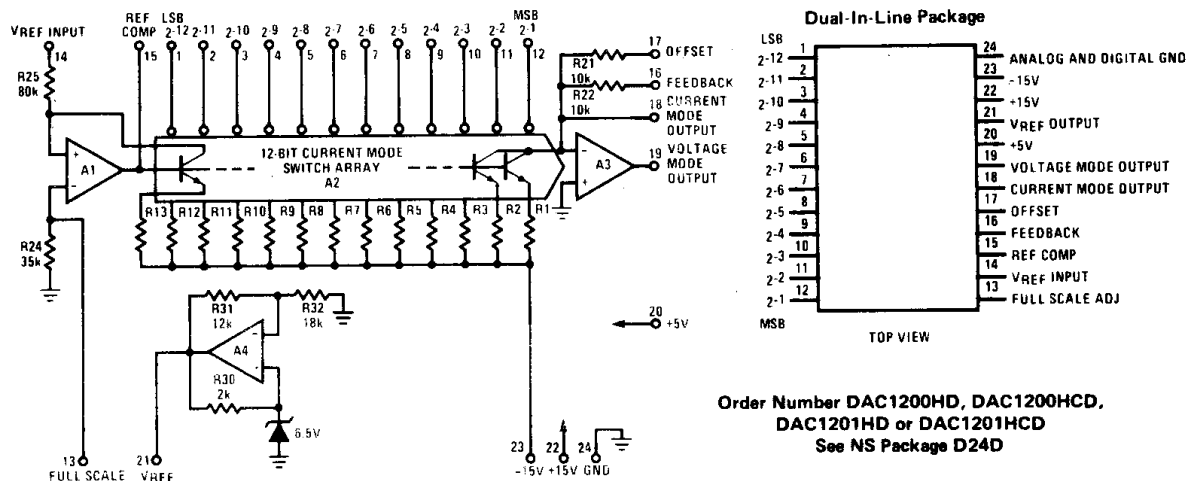 VREF INPUT
14
REF
COMP
15
LSB
2-12
1
2-11
2
2-10
3
2-9
4
2-8
5
2-7
6
2-6
7
2-5
8
2-4
9
2-3
10
2-2
11
MSB
2-1
12
17
OFFSET
R21
10k
16
FEEDBACK
R22
10k
18
CURRENT
MODE
OUTPUT
19
VOLTAGE
MODE
OUTPUT
R25
80k
+
A1
-
12-BIT CURRENT MODE
SWITCH ARRAY
A2
-
A3
+
R24
35k
R13
R12
R11
R10
R9
R8
R7
R6
R5
R4
R3
R2
R1
R31
12k
R32
18k
-
A4
-
R30
2k
6.5V
20
+5V
13
FULL SCALE
21
VREF
23
-15V
22
+15V
24
GND
Dual-In-Line Package
LSB
2-12 1
2-11 2
2-10 3
2-9 4
2-8 5
2-7 6
2-6 7
2-5 8
2-4 9
2-3 10
2-2 11
2-1 12
MSB
24 ANALOG AND DIGITAL GND
23 -15V
22 +15V
21 VREF OUTPUT
20 +5V
19 VOLTAGE MODE OUTPUT
18 CURRENT MODE OUTPUT
17 OFFSET
16 FEEDBACK
15 REF COMP
14 VREF INPUT
13 FULL SCALE ADJ
TOP VIEW
Order Number DAC1200HD, DAC1200HCD,
DAC1201HD or DAC1201HCD
See NS Package D24D